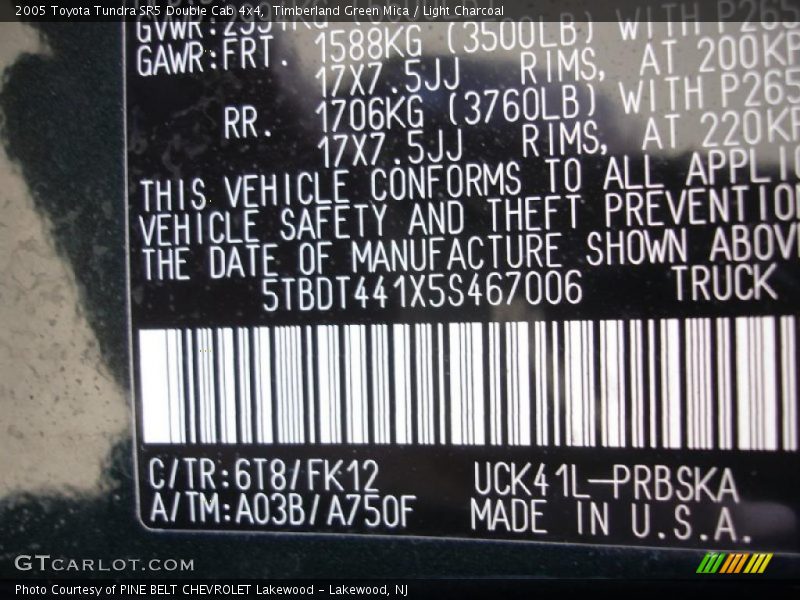 2005 Toyota Tundra SR5 Double Cab 4x4, Timberland Green Mica / Light Charcoal
GAWR:FRT. 1588KG (3500LB) WITH P265
17X7.5JJ RIMS, AT 200KP
RR. 1706KG (3760LB) WITH P265
17X7.5JJ RIMS, AT 220KP
THIS VEHICLE CONFORMS TO ALL APPLIC
VEHICLE SAFETY AND THEFT PREVENTION
THE DATE OF MANUFACTURE SHOWN ABOVE
5TBDT441X5S467006 TRUCK
C/TR:6T8/FK12 UCK41L-PRBSKA
A/TM:A03B/A750F MADE IN U.S.A.
GTCARLOT.COM
Photo Courtesy of PINE BELT CHEVROLET Lakewood - Lakewood, NJ